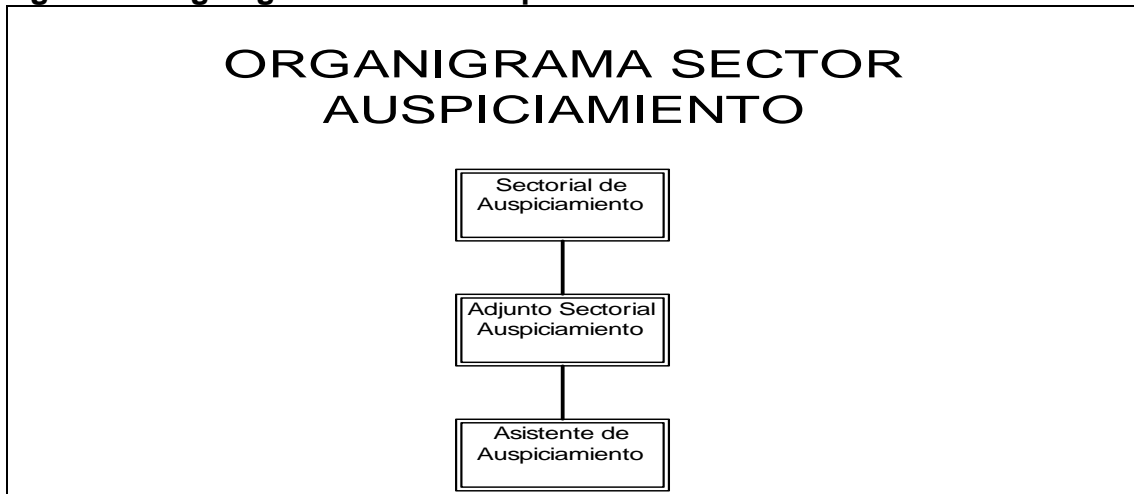 ORGANIGRAMA SECTOR
AUSPICIAMIENTO
Sectorial de
Auspiciamiento
Adjunto Sectorial
Auspiciamiento
Asistente de
Auspiciamiento